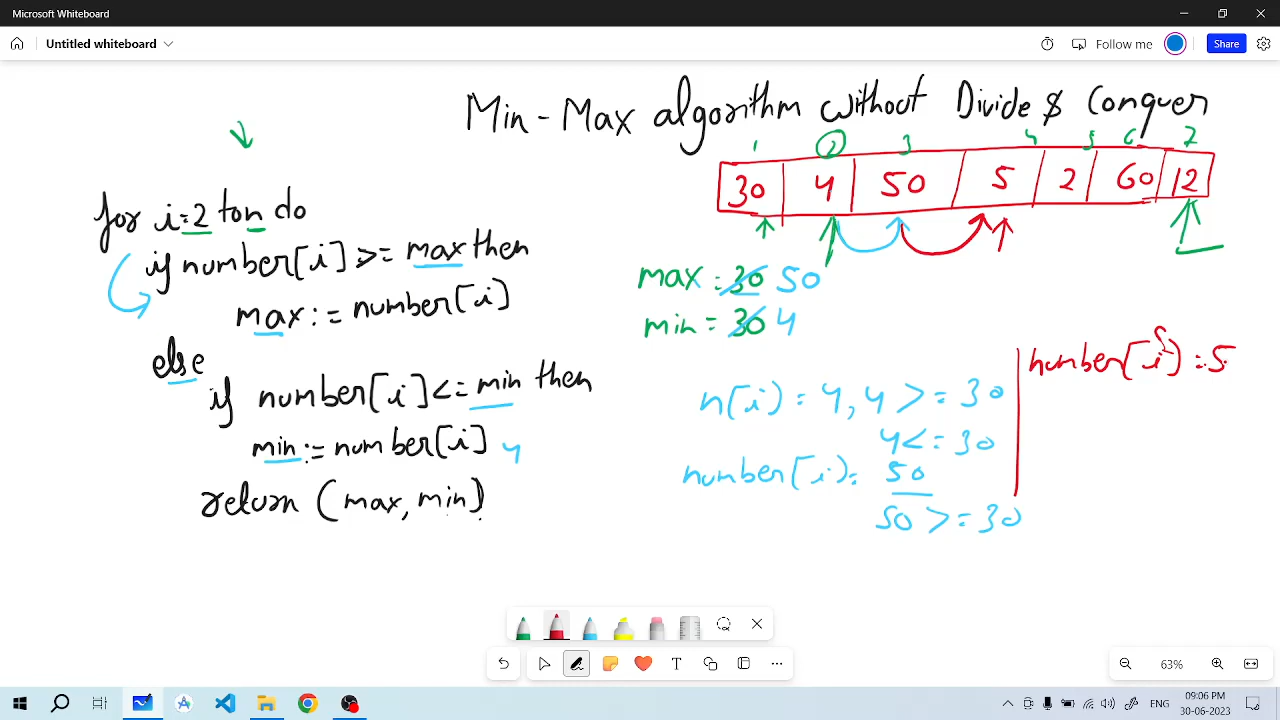 Microsoft Whiteboard
Untitled whiteboard
Follow me
Share
Min-Max algorithm without Divide & Conquer
1 2 3 4 5 6 7
30 4 50 5 2 60 12
for i=2 to n do
if number[i] >= max then
max := number[i]
else
if number[i] <= min then
min := number[i] 4
return (max, min)
max = 30 50
min = 30 4
n(i) = 4, 4 >= 30
4 <= 30
number(i) = 50
50 >= 30
number[i] = 5
63%
ENG
09:06 PM
30-06-2023